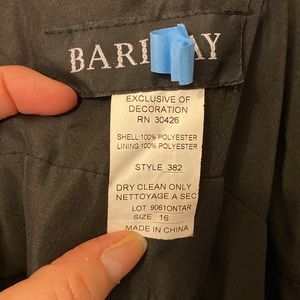 EXCLUSIVE OF
DECORATION
RN 30426
SHELL:100% POLYESTER
LINING:100% POLYESTER
STYLE 382
DRY CLEAN ONLY
NETTOYAGE A SEC
LOT 9061ONTAR
SIZE 16
MADE IN CHINA